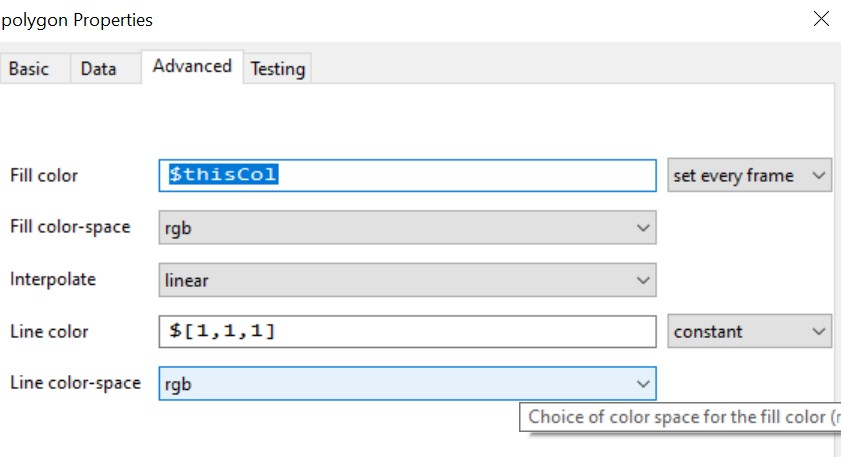 polygon Properties
Basic Data Advanced Testing
Fill color $thisCol set every frame
Fill color-space rgb
Interpolate linear
Line color $[1,1,1] constant
Line color-space rgb
Choice of color space for the fill color (